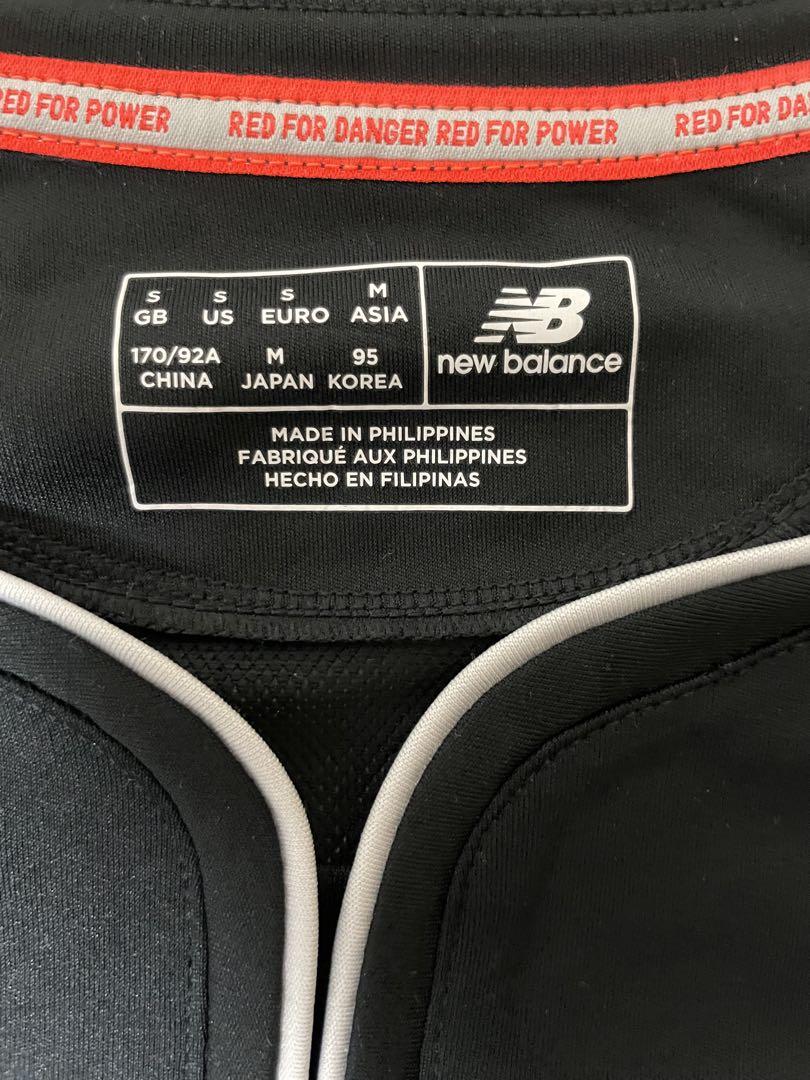 RED FOR POWER RED FOR DANGER RED FOR POWER RED FOR
S S S M
GB US EURO ASIA
170/92A M 95
CHINA JAPAN KOREA
NB
new balance
MADE IN PHILIPPINES
FABRIQUÉ AUX PHILIPPINES
HECHO EN FILIPINAS